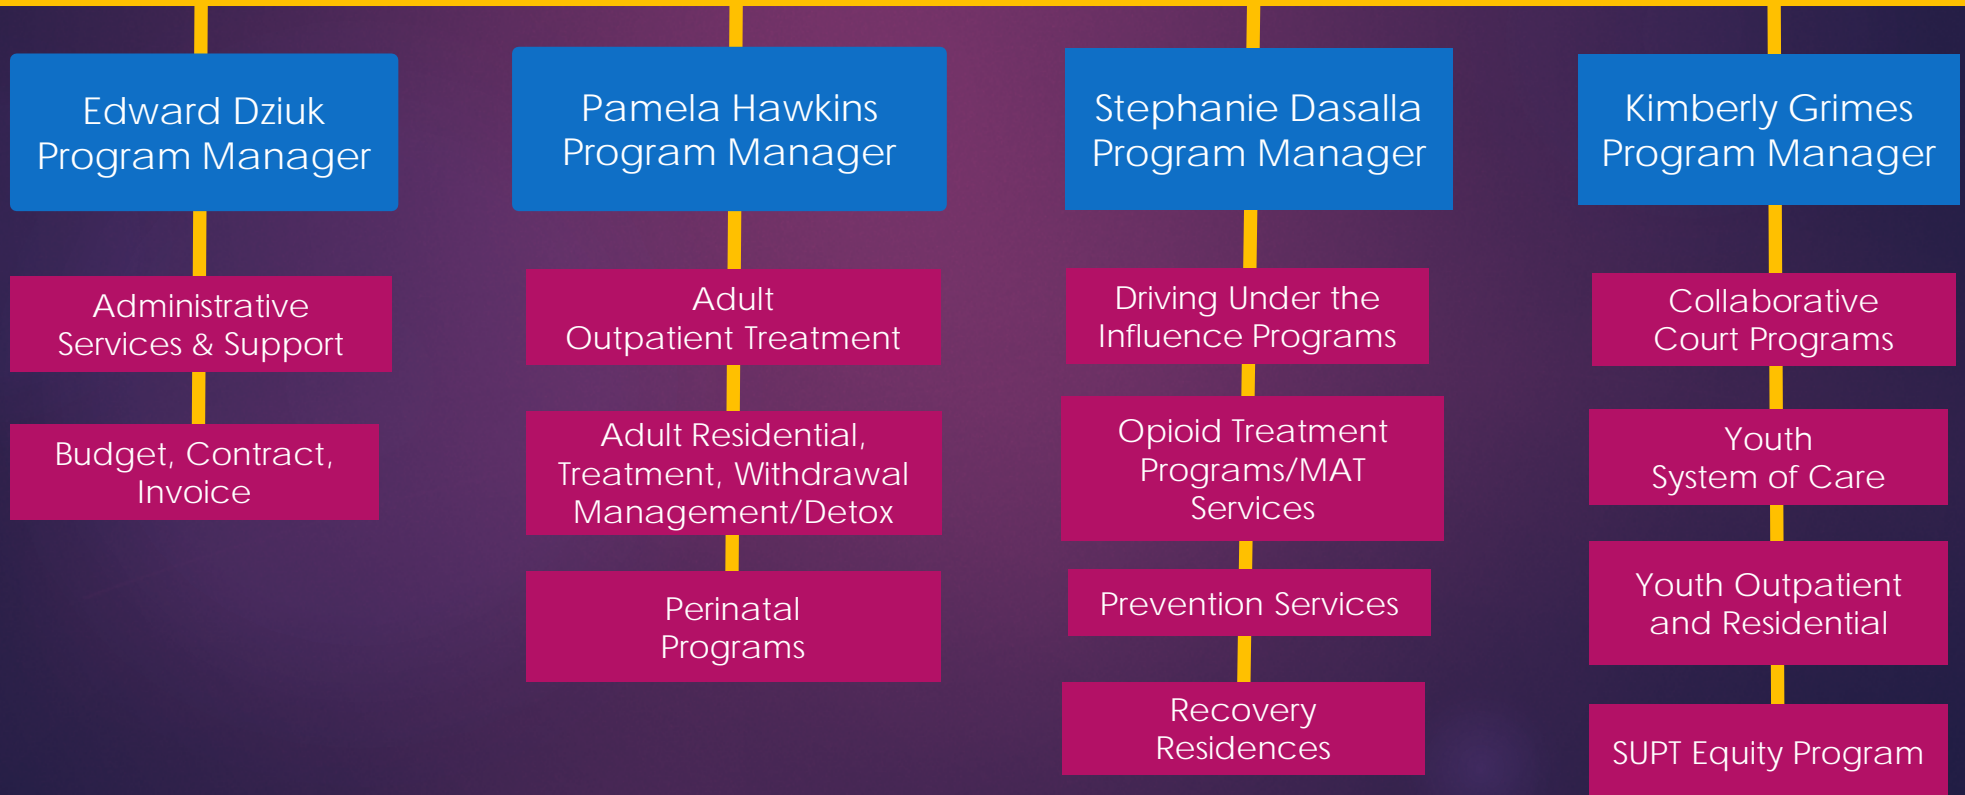 Edward Dziuk
Program Manager
Administrative
Services & Support
Budget, Contract,
Invoice
Pamela Hawkins
Program Manager
Adult
Outpatient Treatment
Adult Residential,
Treatment, Withdrawal
Management/Detox
Perinatal
Programs
Stephanie Dasalla
Program Manager
Driving Under the
Influence Programs
Opioid Treatment
Programs/MAT
Services
Prevention Services
Recovery
Residences
Kimberly Grimes
Program Manager
Collaborative
Court Programs
Youth
System of Care
Youth Outpatient
and Residential
SUPT Equity Program